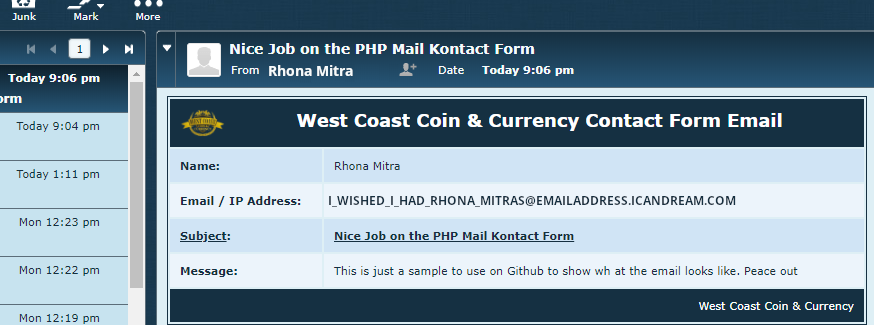 Junk
Mark
More
1
Nice Job on the PHP Mail Kontact Form
From Rhona Mitra Date Today 9:06 pm
Today 9:06 pm
orm
Today 9:04 pm
Today 1:11 pm
Mon 12:23 pm
Mon 12:22 pm
Mon 12:19 pm
West Coast Coin & Currency Contact Form Email
Name: Rhona Mitra
Email / IP Address: I_WISHED_I_HAD_RHONA_MITRAS@EMAILADDRESS.ICANDREAM.COM
Subject: Nice Job on the PHP Mail Kontact Form
Message: This is just a sample to use on Github to show wh at the email looks like. Peace out
West Coast Coin & Currency